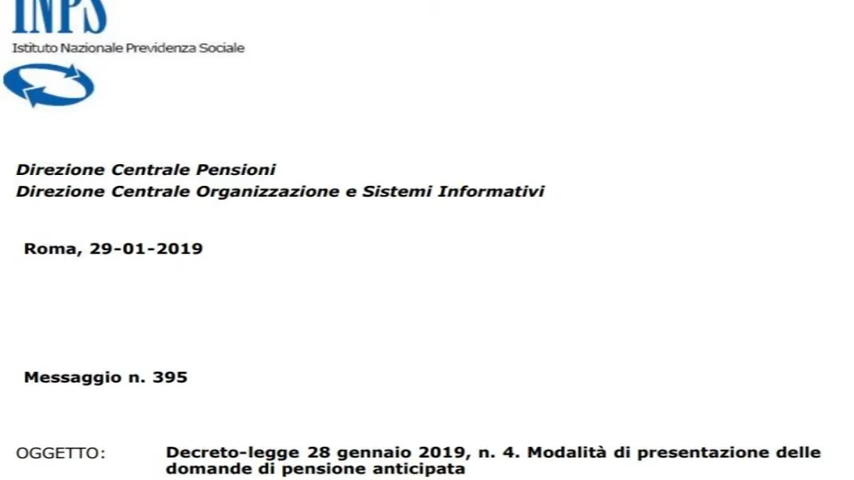 INPS
Istituto Nazionale Previdenza Sociale
Direzione Centrale Pensioni
Direzione Centrale Organizzazione e Sistemi Informativi
Roma, 29-01-2019
Messaggio n. 395
OGGETTO: Decreto-legge 28 gennaio 2019, n. 4. Modalità di presentazione delle
domande di pensione anticipata